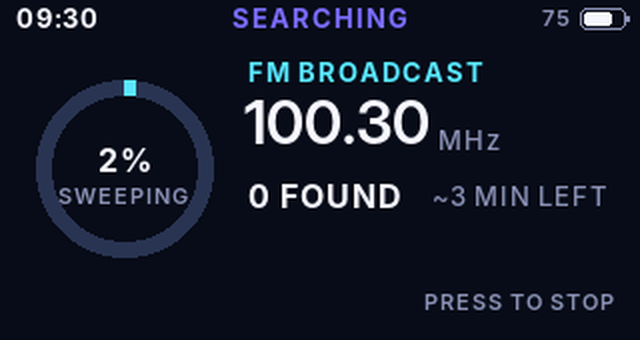 09:30 SEARCHING 75
FM BROADCAST
100.30 MHz
2%
SWEEPING
0 FOUND ~3 MIN LEFT
PRESS TO STOP